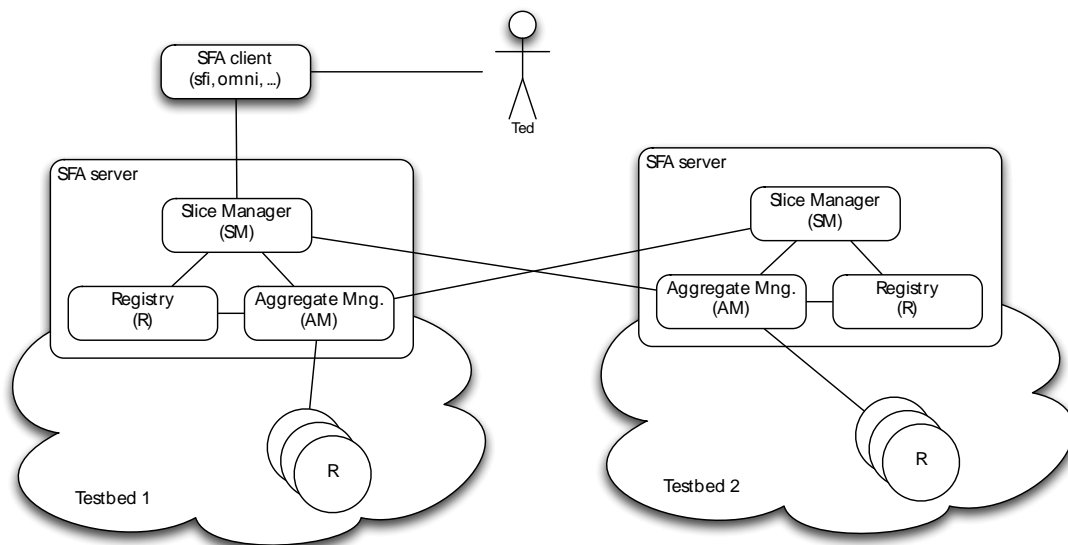 SFA client
(sfi, omni, ...)
Ted
SFA server
Slice Manager
(SM)
Registry
(R)
Aggregate Mng.
(AM)
R
Testbed 1
SFA server
Slice Manager
(SM)
Aggregate Mng.
(AM)
Registry
(R)
R
Testbed 2